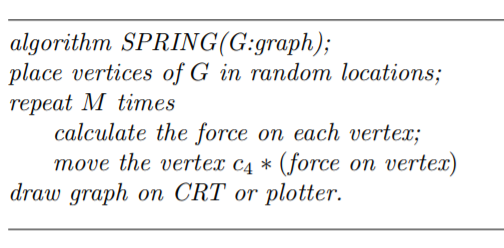 algorithm SPRING(G:graph);
place vertices of G in random locations;
repeat M times
calculate the force on each vertex;
move the vertex c₄ * (force on vertex)
draw graph on CRT or plotter.